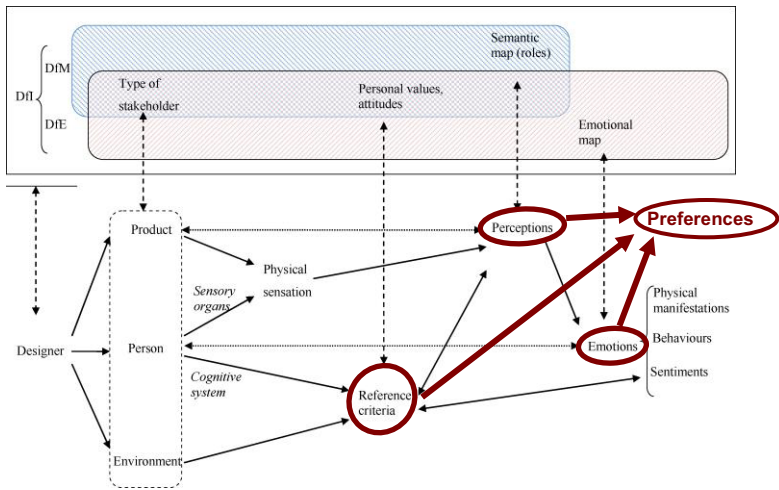 Semantic
map (roles)
DfM
Type of
stakeholder
Personal values,
attitudes
DfI
DfE
Emotional
map
Product
Perceptions
Preferences
Physical
sensation
Sensory
organs
Physical
manifestations
Designer
Person
Emotions
Behaviours
Cognitive
system
Sentiments
Reference
criteria
Environment